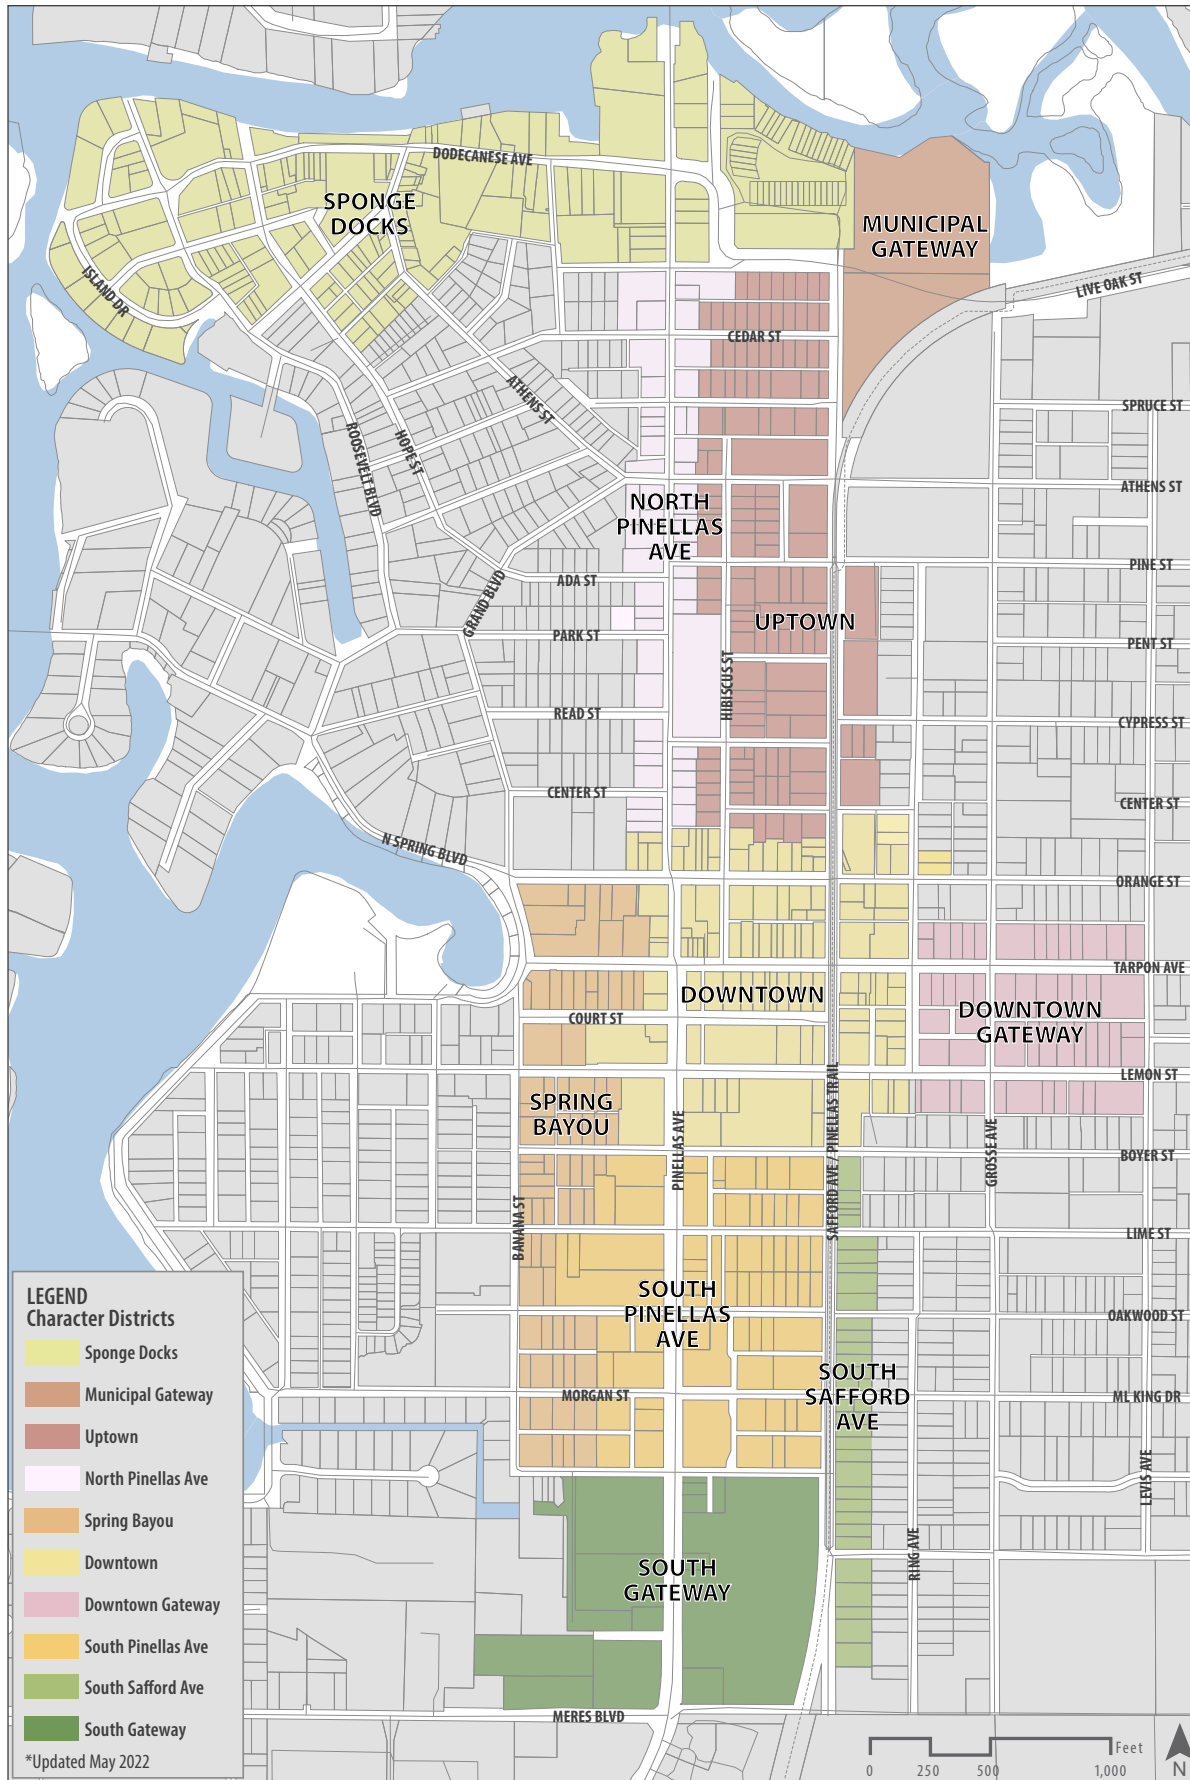 DODECANESE AVE
SPONGE
DOCKS
MUNICIPAL
GATEWAY
ISLAND DR
LIVE OAK ST
CEDAR ST
ATHENS ST
SPRUCE ST
ROOSEVELT BLVD
HOPE ST
ATHENS ST
NORTH
PINELLAS
AVE
PINE ST
ADA ST
GRAND BLVD
UPTOWN
PARK ST
PENT ST
HIBISCUS ST
READ ST
CYPRESS ST
CENTER ST
CENTER ST
N SPRING BLVD
ORANGE ST
TARPON AVE
DOWNTOWN
DOWNTOWN
GATEWAY
COURT ST
LEMON ST
SPRING
BAYOU
PINELLAS AVE
SAFFORD AVE / PINELLAS TRAIL
GROSSE AVE
BOYER ST
BANANA ST
LIME ST
SOUTH
PINELLAS
AVE
OAKWOOD ST
SOUTH
SAFFORD
AVE
MORGAN ST
ML KING DR
LEVIS AVE
RING AVE
SOUTH
GATEWAY
MERES BLVD
LEGEND
Character Districts
Sponge Docks
Municipal Gateway
Uptown
North Pinellas Ave
Spring Bayou
Downtown
Downtown Gateway
South Pinellas Ave
South Safford Ave
South Gateway
*Updated May 2022
Feet
0 250 500 1,000
N